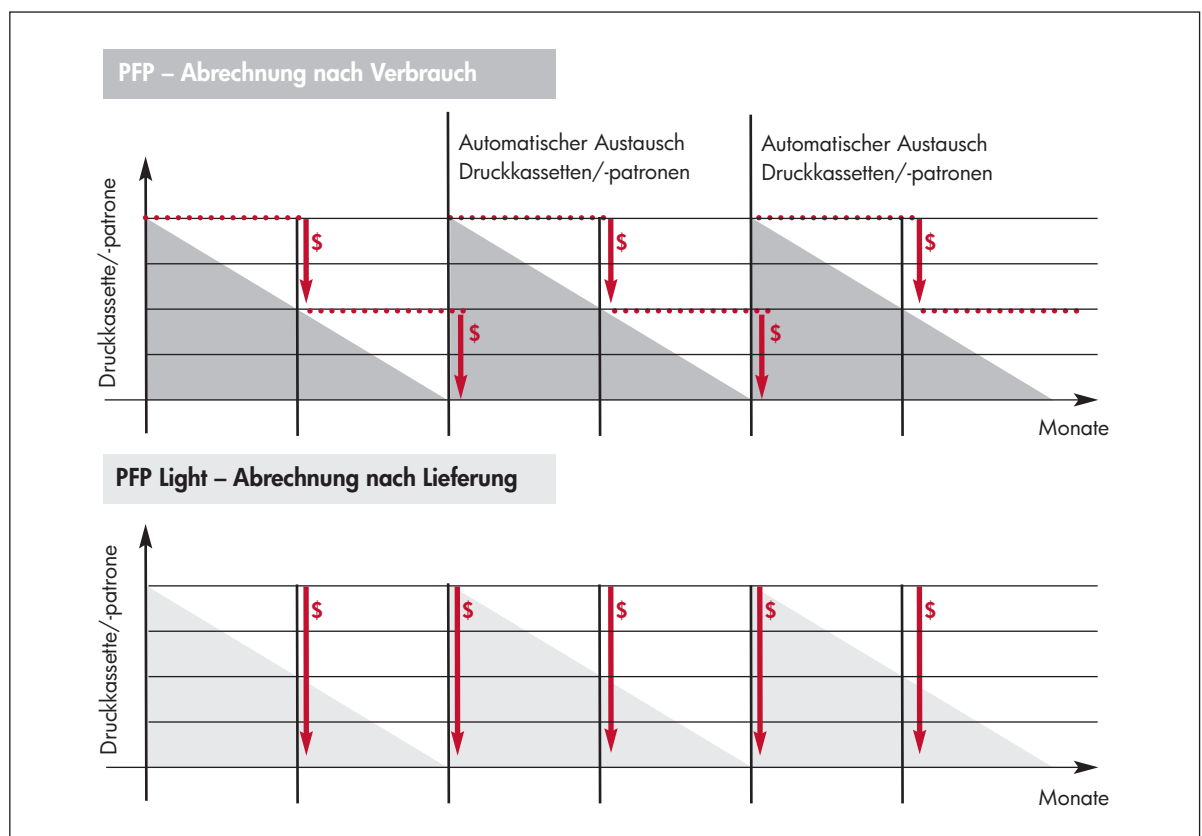 PFP – Abrechnung nach Verbrauch
Automatischer Austausch
Druckkassetten/-patronen
Automatischer Austausch
Druckkassetten/-patronen
Druckkassette/-patrone
$
$
$
$
$
Monate
PFP Light – Abrechnung nach Lieferung
Druckkassette/-patrone
$
$
$
$
$
Monate